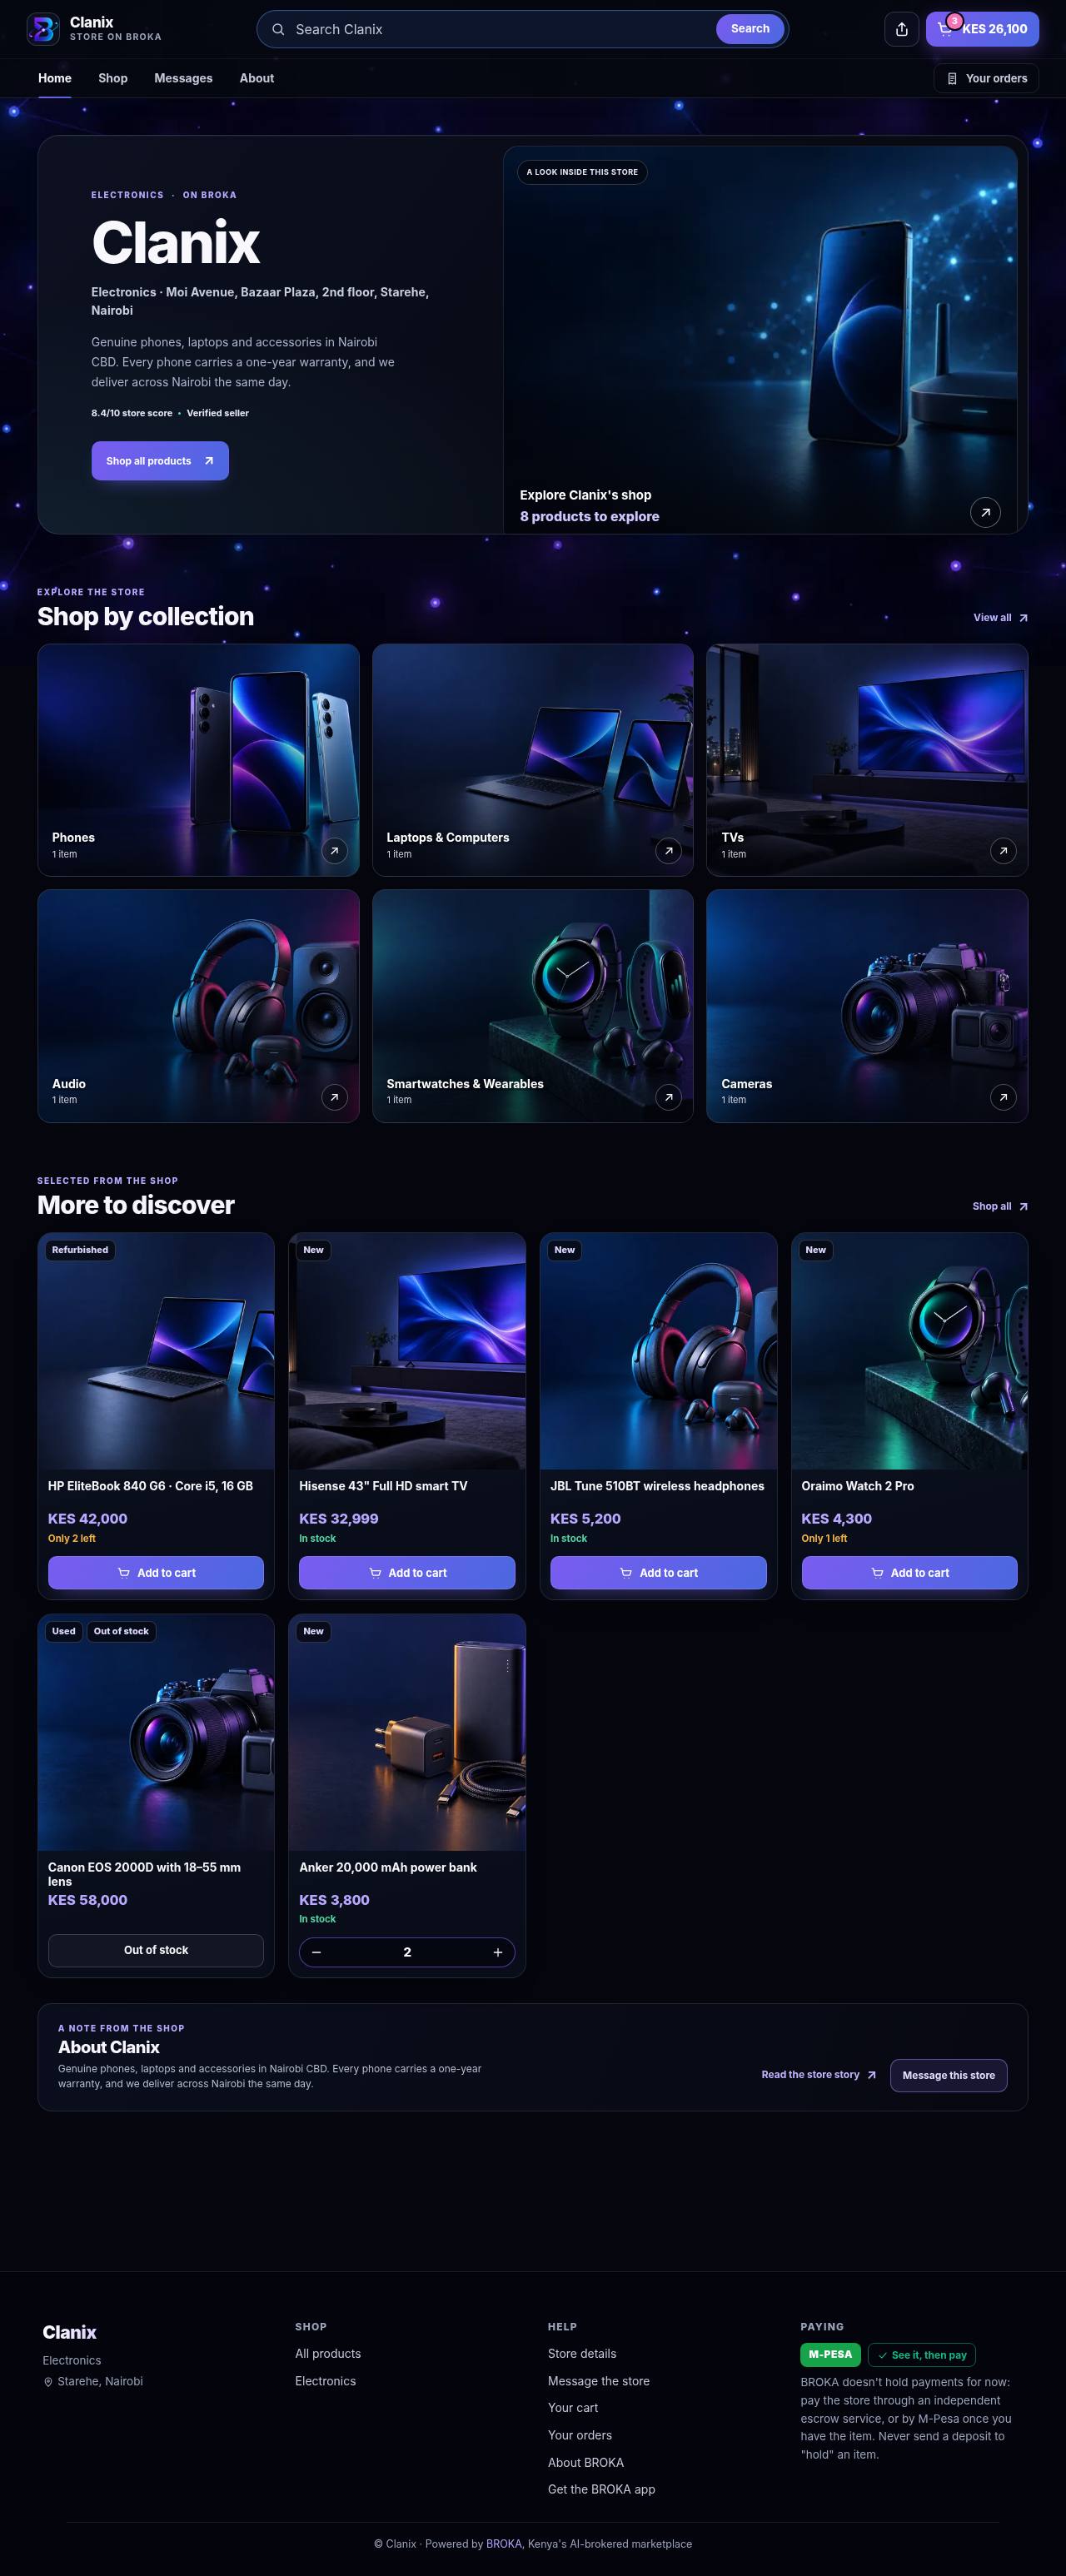 Clanix
STORE ON BROKA
Search Clanix
Search
3
KES 26,100
Home
Shop
Messages
About
Your orders
ELECTRONICS · ON BROKA
Clanix
Electronics · Moi Avenue, Bazaar Plaza, 2nd floor, Starehe,
Nairobi
Genuine phones, laptops and accessories in Nairobi
CBD. Every phone carries a one-year warranty, and we
deliver across Nairobi the same day.
8.4/10 store score • Verified seller
Shop all products
A LOOK INSIDE THIS STORE
Explore Clanix's shop
8 products to explore
EXPLORE THE STORE
Shop by collection
View all
Phones
1 item
Laptops & Computers
1 item
TVs
1 item
Audio
1 item
Smartwatches & Wearables
1 item
Cameras
1 item
SELECTED FROM THE SHOP
More to discover
Shop all
Refurbished
HP EliteBook 840 G6 · Core i5, 16 GB
KES 42,000
Only 2 left
Add to cart
New
Hisense 43" Full HD smart TV
KES 32,999
In stock
Add to cart
New
JBL Tune 510BT wireless headphones
KES 5,200
In stock
Add to cart
New
Oraimo Watch 2 Pro
KES 4,300
Only 1 left
Add to cart
Used
Out of stock
Canon EOS 2000D with 18–55 mm
lens
KES 58,000
Out of stock
New
Anker 20,000 mAh power bank
KES 3,800
In stock
− 2 +
A NOTE FROM THE SHOP
About Clanix
Genuine phones, laptops and accessories in Nairobi CBD. Every phone carries a one-year
warranty, and we deliver across Nairobi the same day.
Read the store story
Message this store
Clanix
Electronics
Starehe, Nairobi
SHOP
All products
Electronics
HELP
Store details
Message the store
Your cart
Your orders
About BROKA
Get the BROKA app
PAYING
M-PESA
See it, then pay
BROKA doesn't hold payments for now:
pay the store through an independent
escrow service, or by M-Pesa once you
have the item. Never send a deposit to
"hold" an item.
© Clanix · Powered by BROKA, Kenya's AI-brokered marketplace